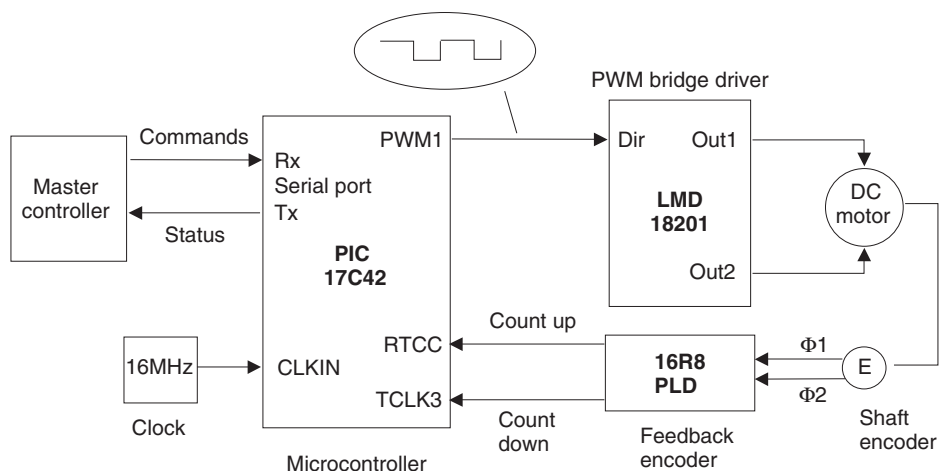 PWM bridge driver
Commands
PWM1
Dir
Out1
Rx
Serial port
Tx
Master
controller
Status
DC
motor
LMD
18201
PIC
17C42
Out2
Count up
RTCC
16R8
PLD
Φ1
E
Φ2
16MHz
CLKIN
TCLK3
Clock
Count
down
Feedback
encoder
Shaft
encoder
Microcontroller